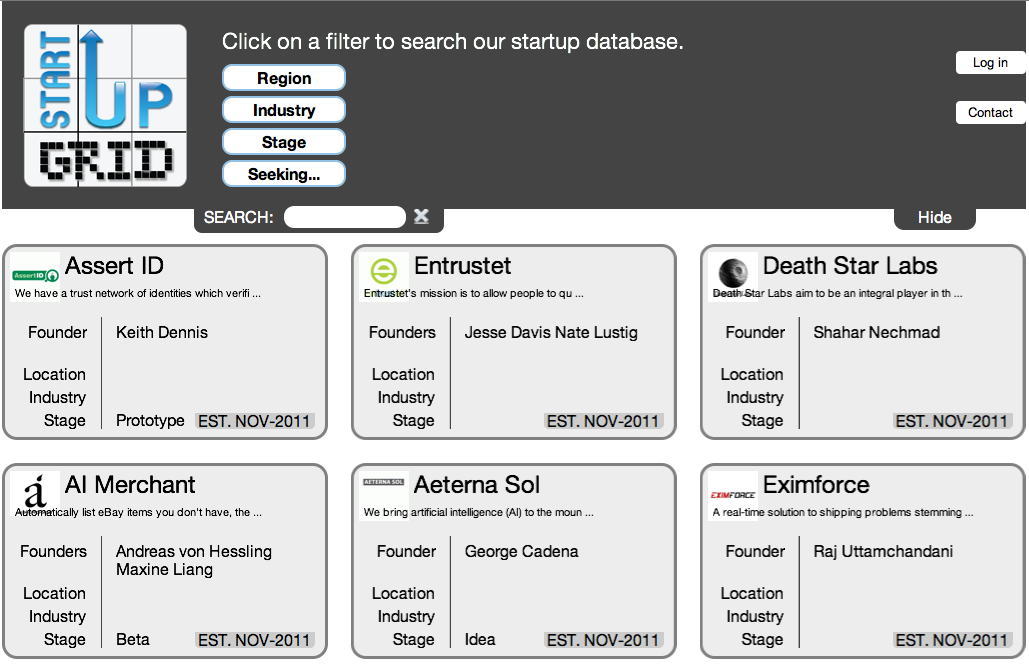 START UP
GRID
Click on a filter to search our startup database.
Region
Industry
Stage
Seeking...
Log in
Contact
SEARCH:
Hide
AssertID
Assert ID
We have a trust network of identities which verifi ...
Founder Keith Dennis
Location
Industry
Stage Prototype EST. NOV-2011
Entrustet
Entrustet's mission is to allow people to qu ...
Founders Jesse Davis Nate Lustig
Location
Industry
Stage EST. NOV-2011
Death Star Labs
Death Star Labs aim to be an integral player in th ...
Founder Shahar Nechmad
Location
Industry
Stage EST. NOV-2011
AI Merchant
Automatically list eBay items you don't have, the ...
Founders Andreas von Hessling
Maxine Liang
Location
Industry
Stage Beta EST. NOV-2011
AETERNA SOL
Aeterna Sol
We bring artificial intelligence (AI) to the moun ...
Founder George Cadena
Location
Industry
Stage Idea EST. NOV-2011
EXIMFORCE
Eximforce
A real-time solution to shipping problems stemming ...
Founder Raj Uttamchandani
Location
Industry
Stage EST. NOV-2011